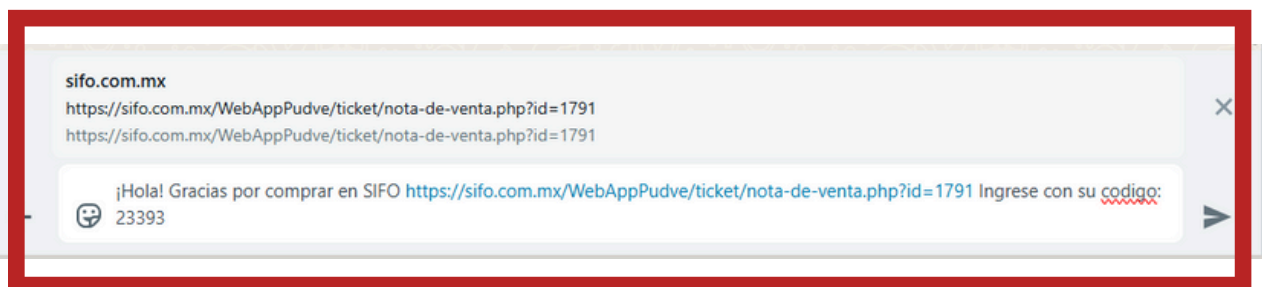 sifo.com.mx
https://sifo.com.mx/WebAppPudve/ticket/nota-de-venta.php?id=1791
https://sifo.com.mx/WebAppPudve/ticket/nota-de-venta.php?id=1791
¡Hola! Gracias por comprar en SIFO https://sifo.com.mx/WebAppPudve/ticket/nota-de-venta.php?id=1791 Ingrese con su codigo:
23393